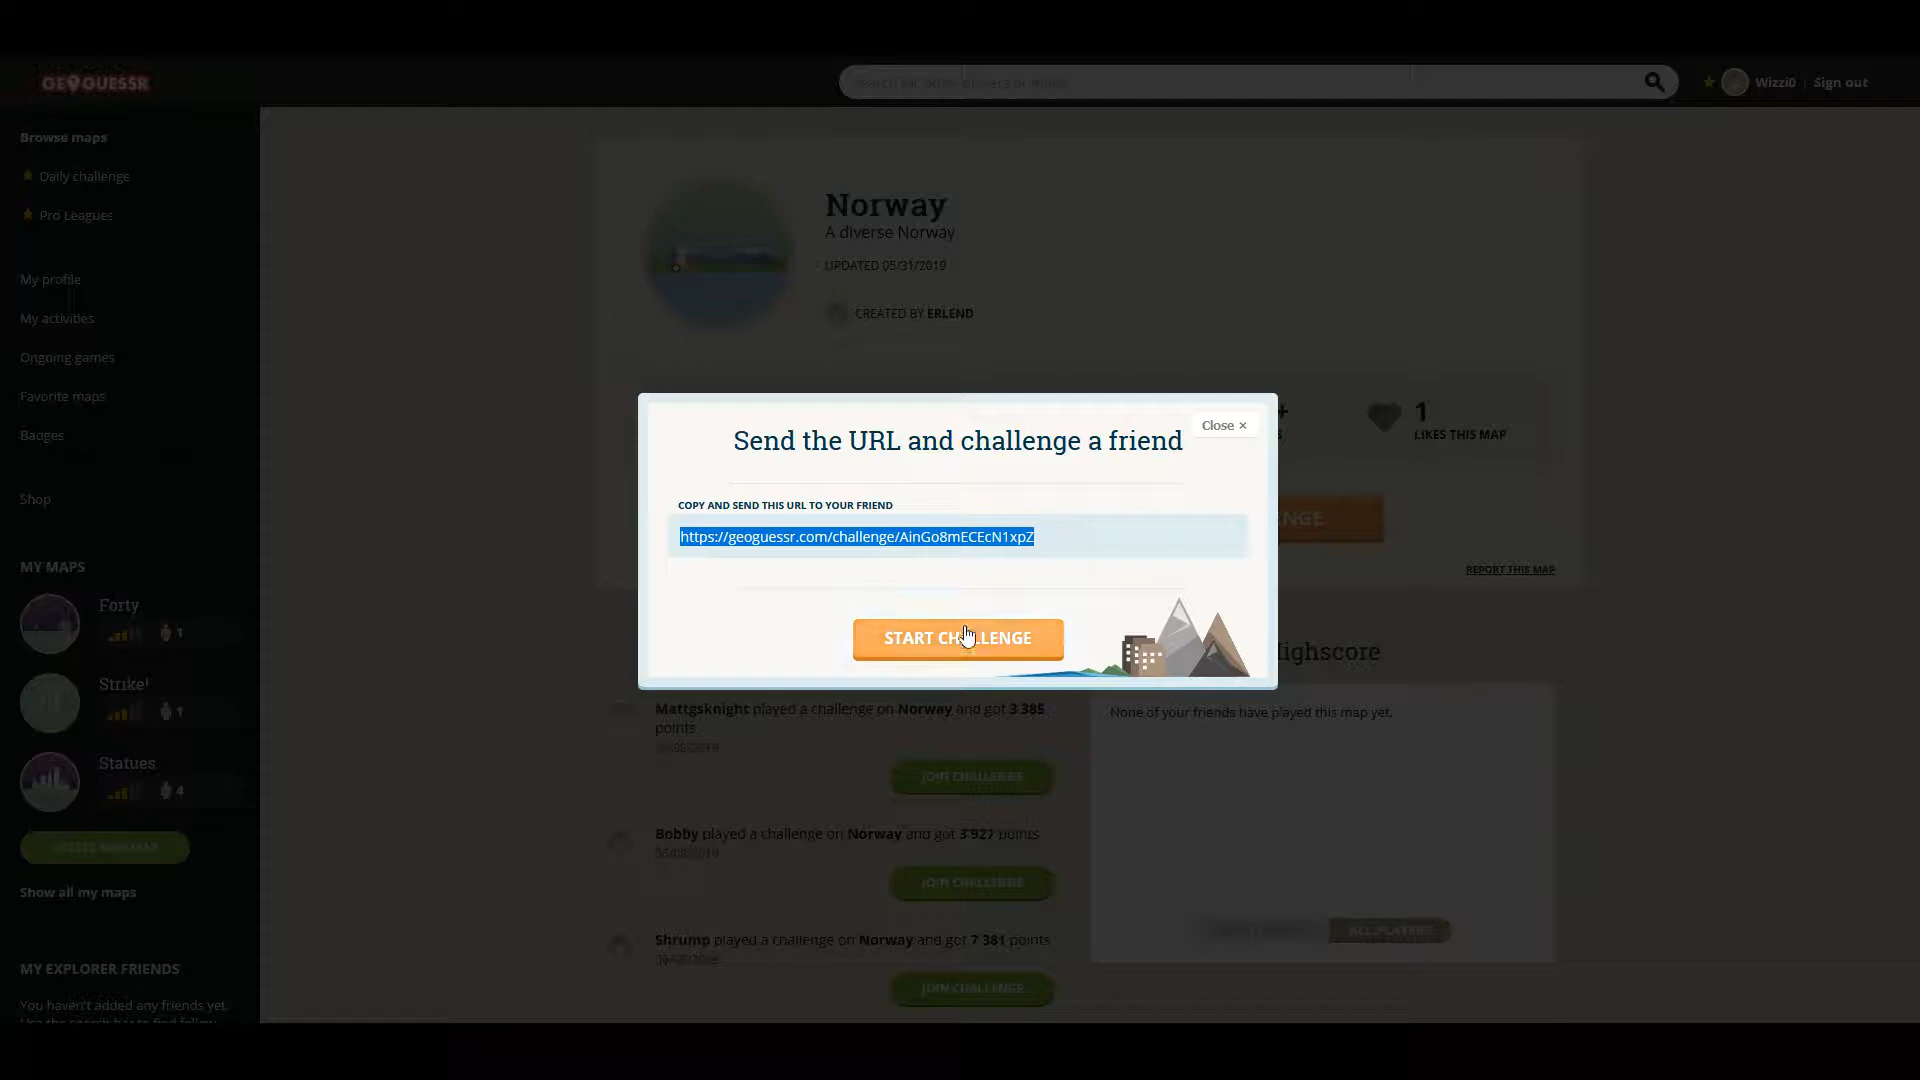 GEOGUESSR
Wizzi0 | Sign out
Browse maps
Daily challenge
Pro Leagues
My profile
My activities
Ongoing games
Favorite maps
Badges
Shop
MY MAPS
Forty
1
Strike!
1
Statues
4
Show all my maps
MY EXPLORER FRIENDS
You haven't added any friends yet.
Norway
A diverse Norway
UPDATED 05/31/2019
CREATED BY ERLEND
1
LIKES THIS MAP
REPORT THIS MAP
Close ×
Send the URL and challenge a friend
COPY AND SEND THIS URL TO YOUR FRIEND
https://geoguessr.com/challenge/AinGo8mECEcN1xpZ
START CHALLENGE
Mattgsknight played a challenge on Norway and got 3 385
points
JOIN CHALLENGE
Bobby played a challenge on Norway and got 3 927 points
JOIN CHALLENGE
Shrump played a challenge on Norway and got 7 381 points
JOIN CHALLENGE
Highscore
None of your friends have played this map yet.
ALL PLAYERS